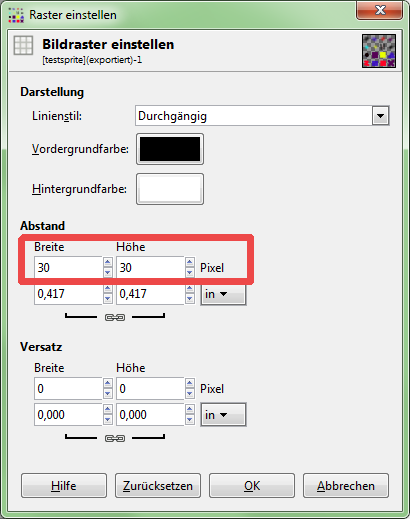 Raster einstellen
Bildraster einstellen
[testsprite](exportiert)-1
Darstellung
Linienstil: Durchgängig
Vordergrundfarbe:
Hintergrundfarbe:
Abstand
Breite Höhe
30 30 Pixel
0,417 0,417 in
Versatz
Breite Höhe
0 0 Pixel
0,000 0,000 in
Hilfe Zurücksetzen OK Abbrechen